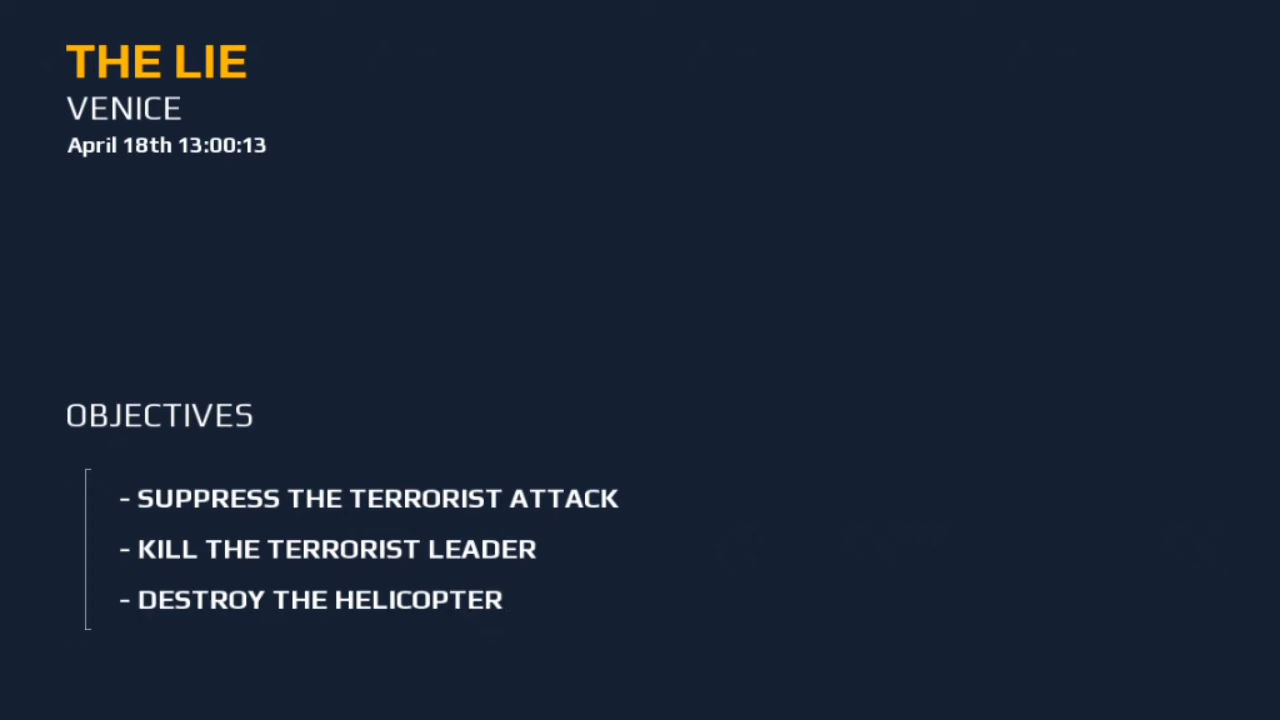 THE LIE
VENICE
April 18th 13:00:13
OBJECTIVES
- SUPPRESS THE TERRORIST ATTACK
- KILL THE TERRORIST LEADER
- DESTROY THE HELICOPTER